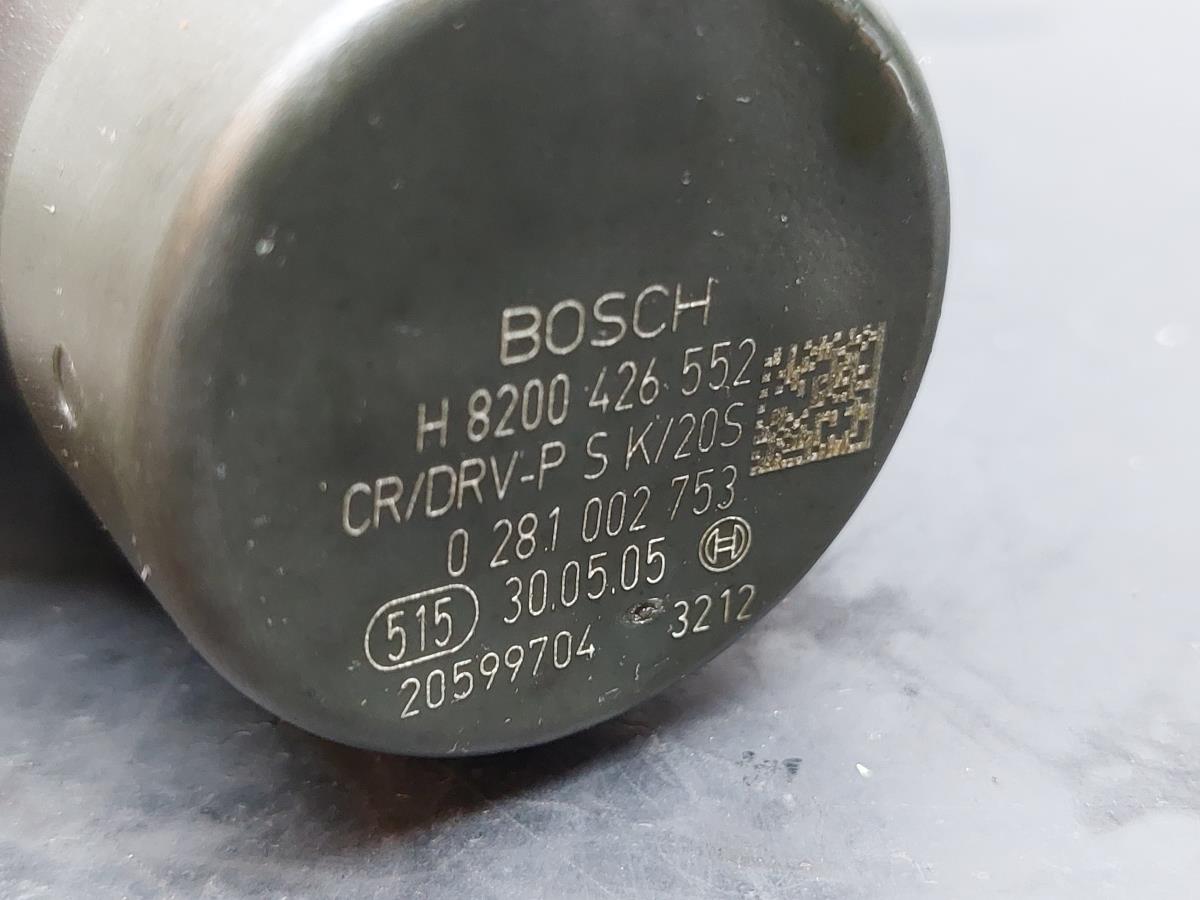 BOSCH
H 8200 426 552
CR/DRV-P S K/20S
0 281 002 753
515 30.05.05 H
20599704 3212